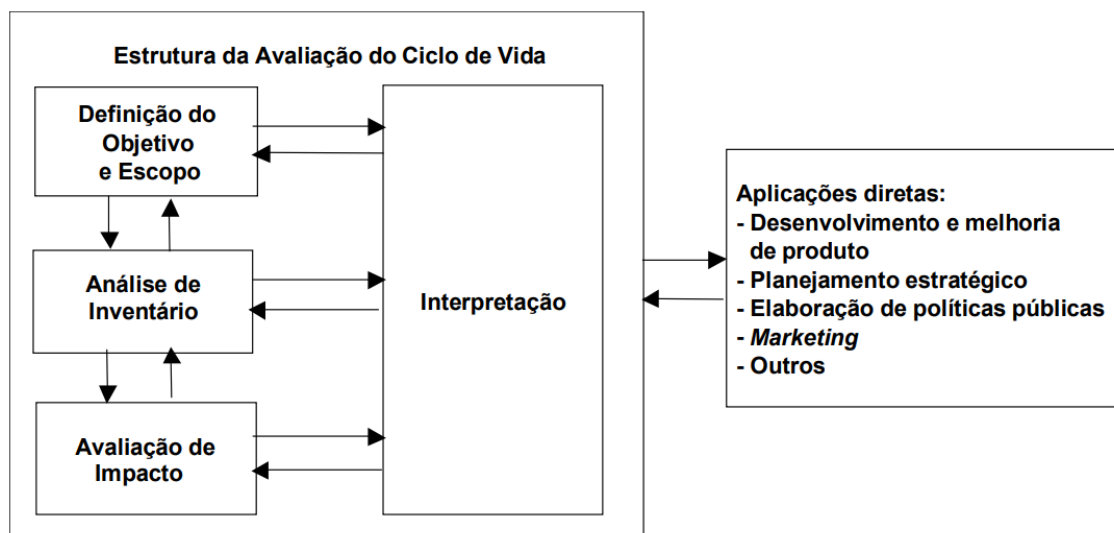 Estrutura da Avaliação do Ciclo de Vida
Definição do
Objetivo
e Escopo
Análise de
Inventário
Avaliação de
Impacto
Interpretação
Aplicações diretas:
- Desenvolvimento e melhoria
de produto
- Planejamento estratégico
- Elaboração de políticas públicas
- Marketing
- Outros